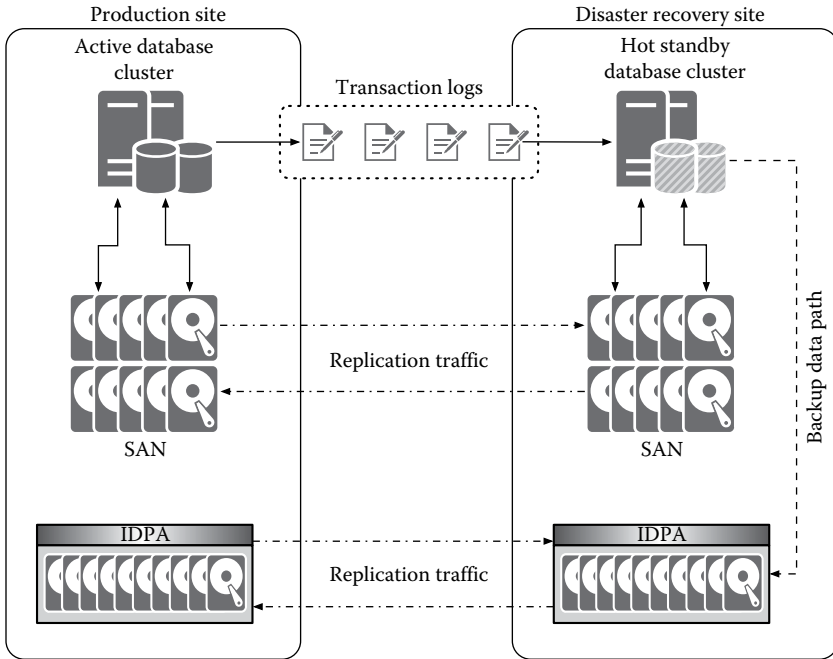 Production site
Disaster recovery site
Active database
cluster
Transaction logs
Hot standby
database cluster
Replication traffic
SAN
SAN
Backup data path
IDPA
IDPA
Replication traffic